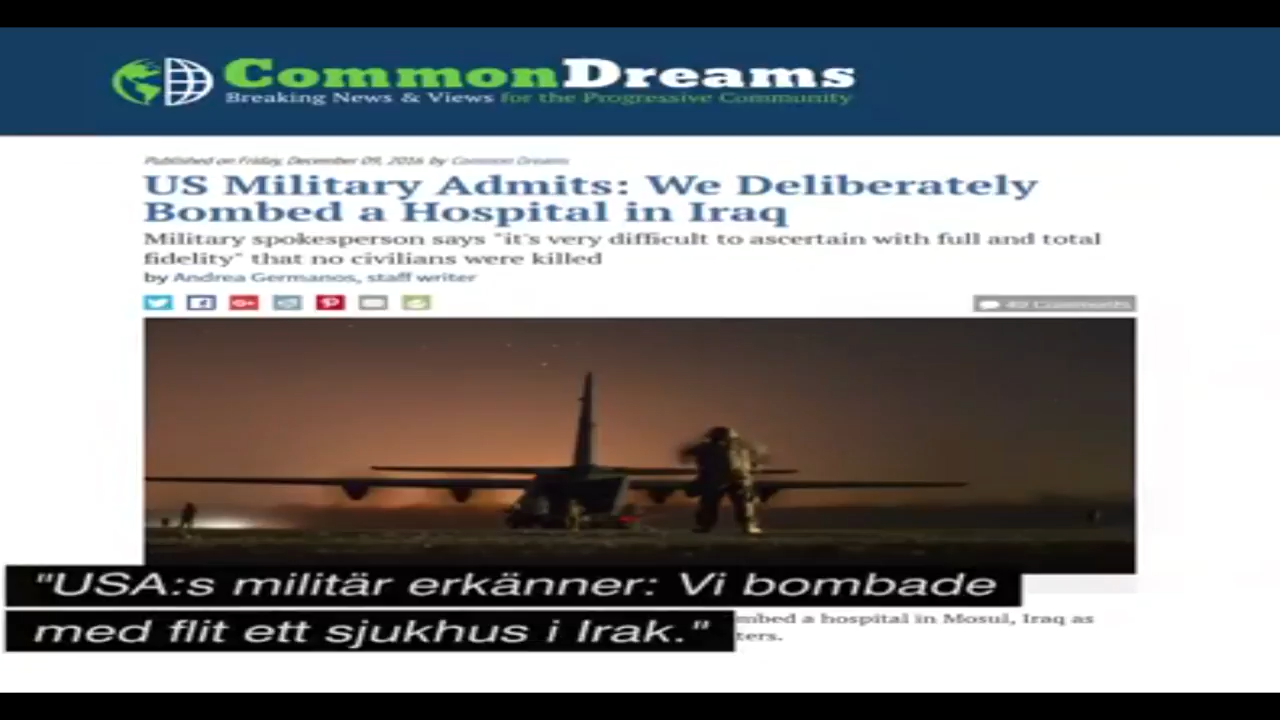 CommonDreams
Breaking News & Views for the Progressive Community
Published on Friday, December 09, 2016 by Common Dreams
US Military Admits: We Deliberately
Bombed a Hospital in Iraq
Military spokesperson says "it's very difficult to ascertain with full and total
fidelity" that no civilians were killed
by Andrea Germanos, staff writer
Comments
"USA:s militär erkänner: Vi bombade
med flit ett sjukhus i Irak."
a hospital in Mosul, Iraq as